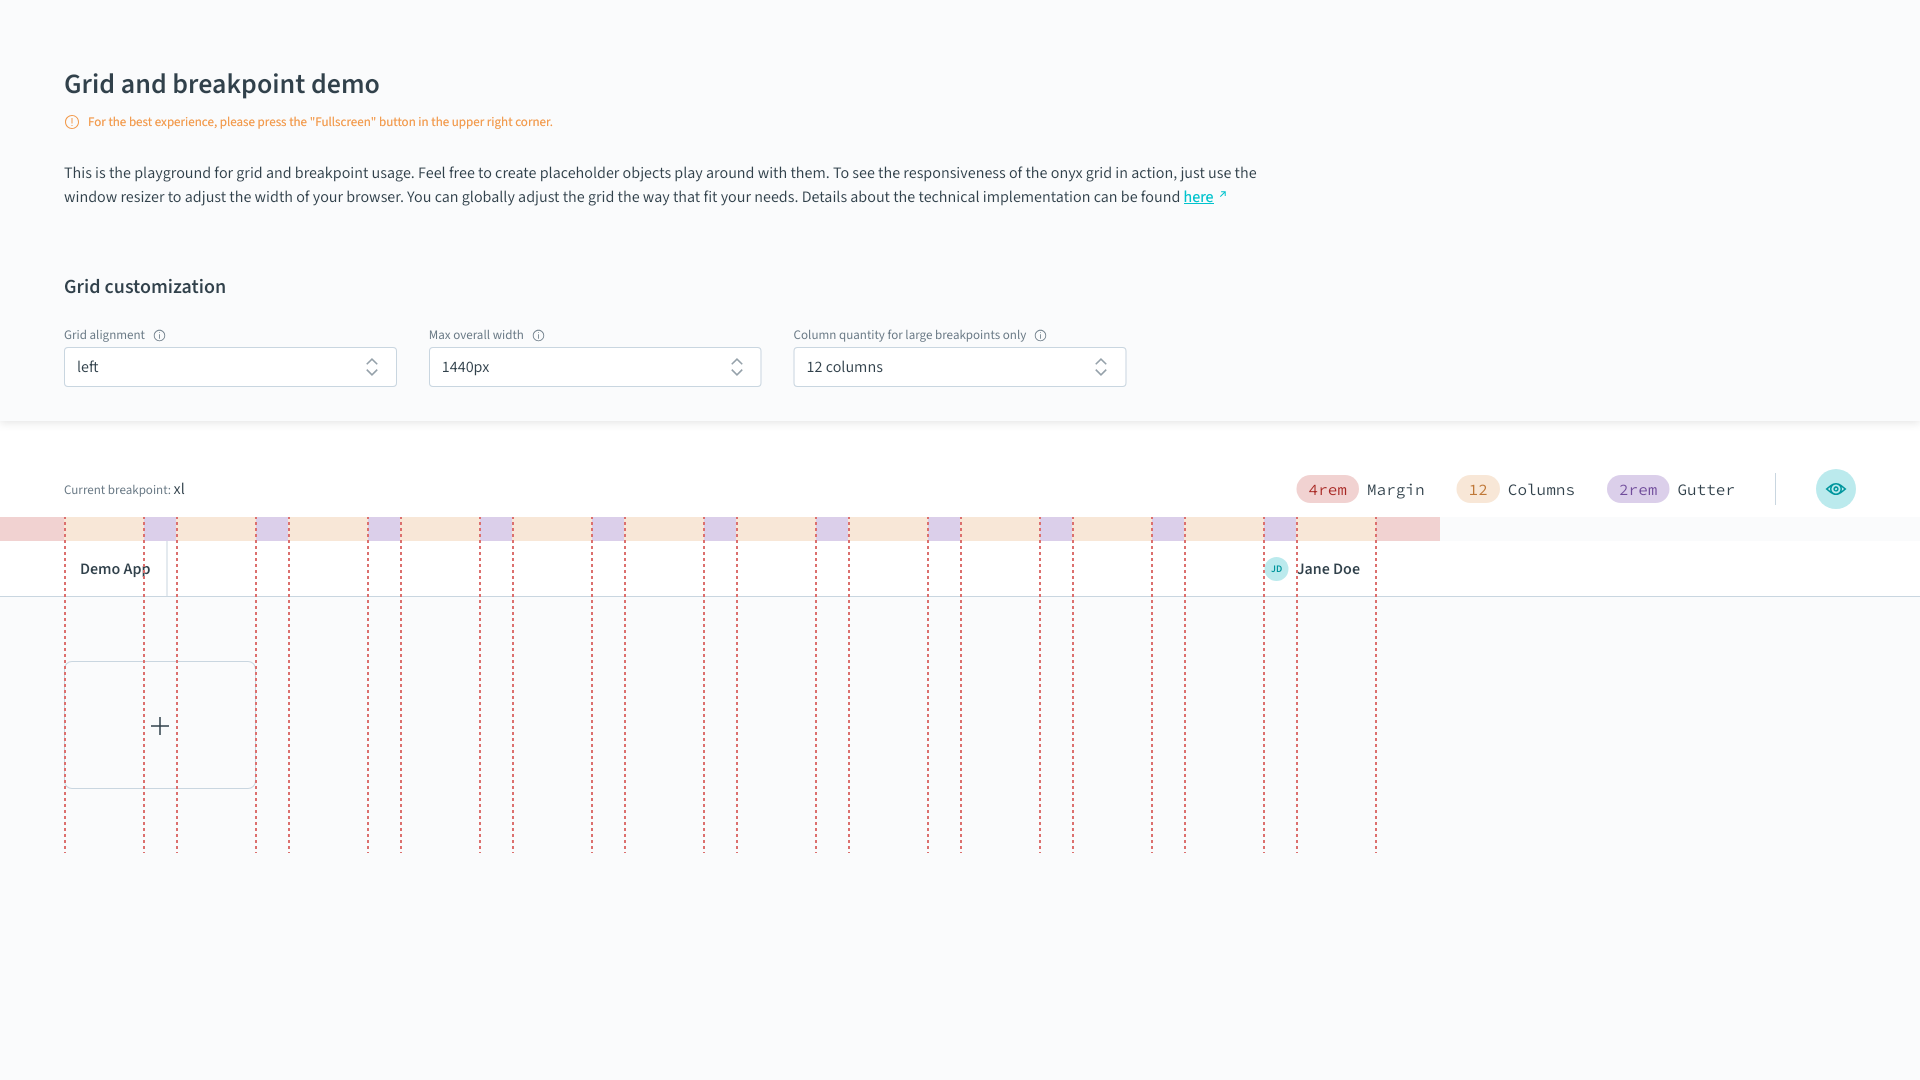 Grid and breakpoint demo
For the best experience, please press the "Fullscreen" button in the upper right corner.
This is the playground for grid and breakpoint usage. Feel free to create placeholder objects play around with them. To see the responsiveness of the onyx grid in action, just use the
window resizer to adjust the width of your browser. You can globally adjust the grid the way that fit your needs. Details about the technical implementation can be found here
Grid customization
Grid alignment
left
Max overall width
1440px
Column quantity for large breakpoints only
12 columns
Current breakpoint: xl
4rem Margin
12 Columns
2rem Gutter
Demo App
JD Jane Doe